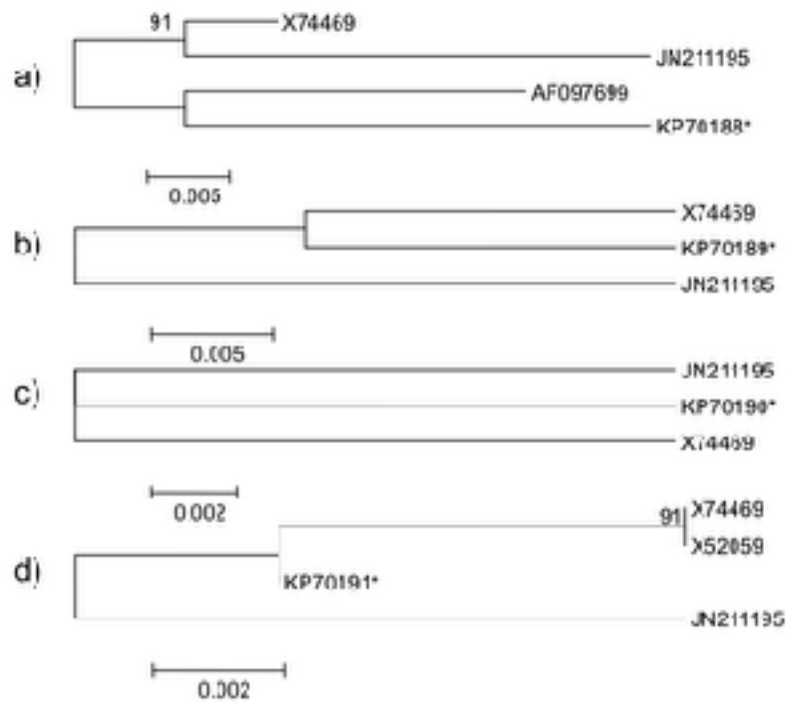 91
X74469
JN211195
a)
AF097699
KP70188*
0.005
X74469
b)
KP70189*
JN211195
0.005
JN211195
c)
KP70190*
X74469
0.002
91
X74469
X52059
d)
KP70191*
JN211195
0.002